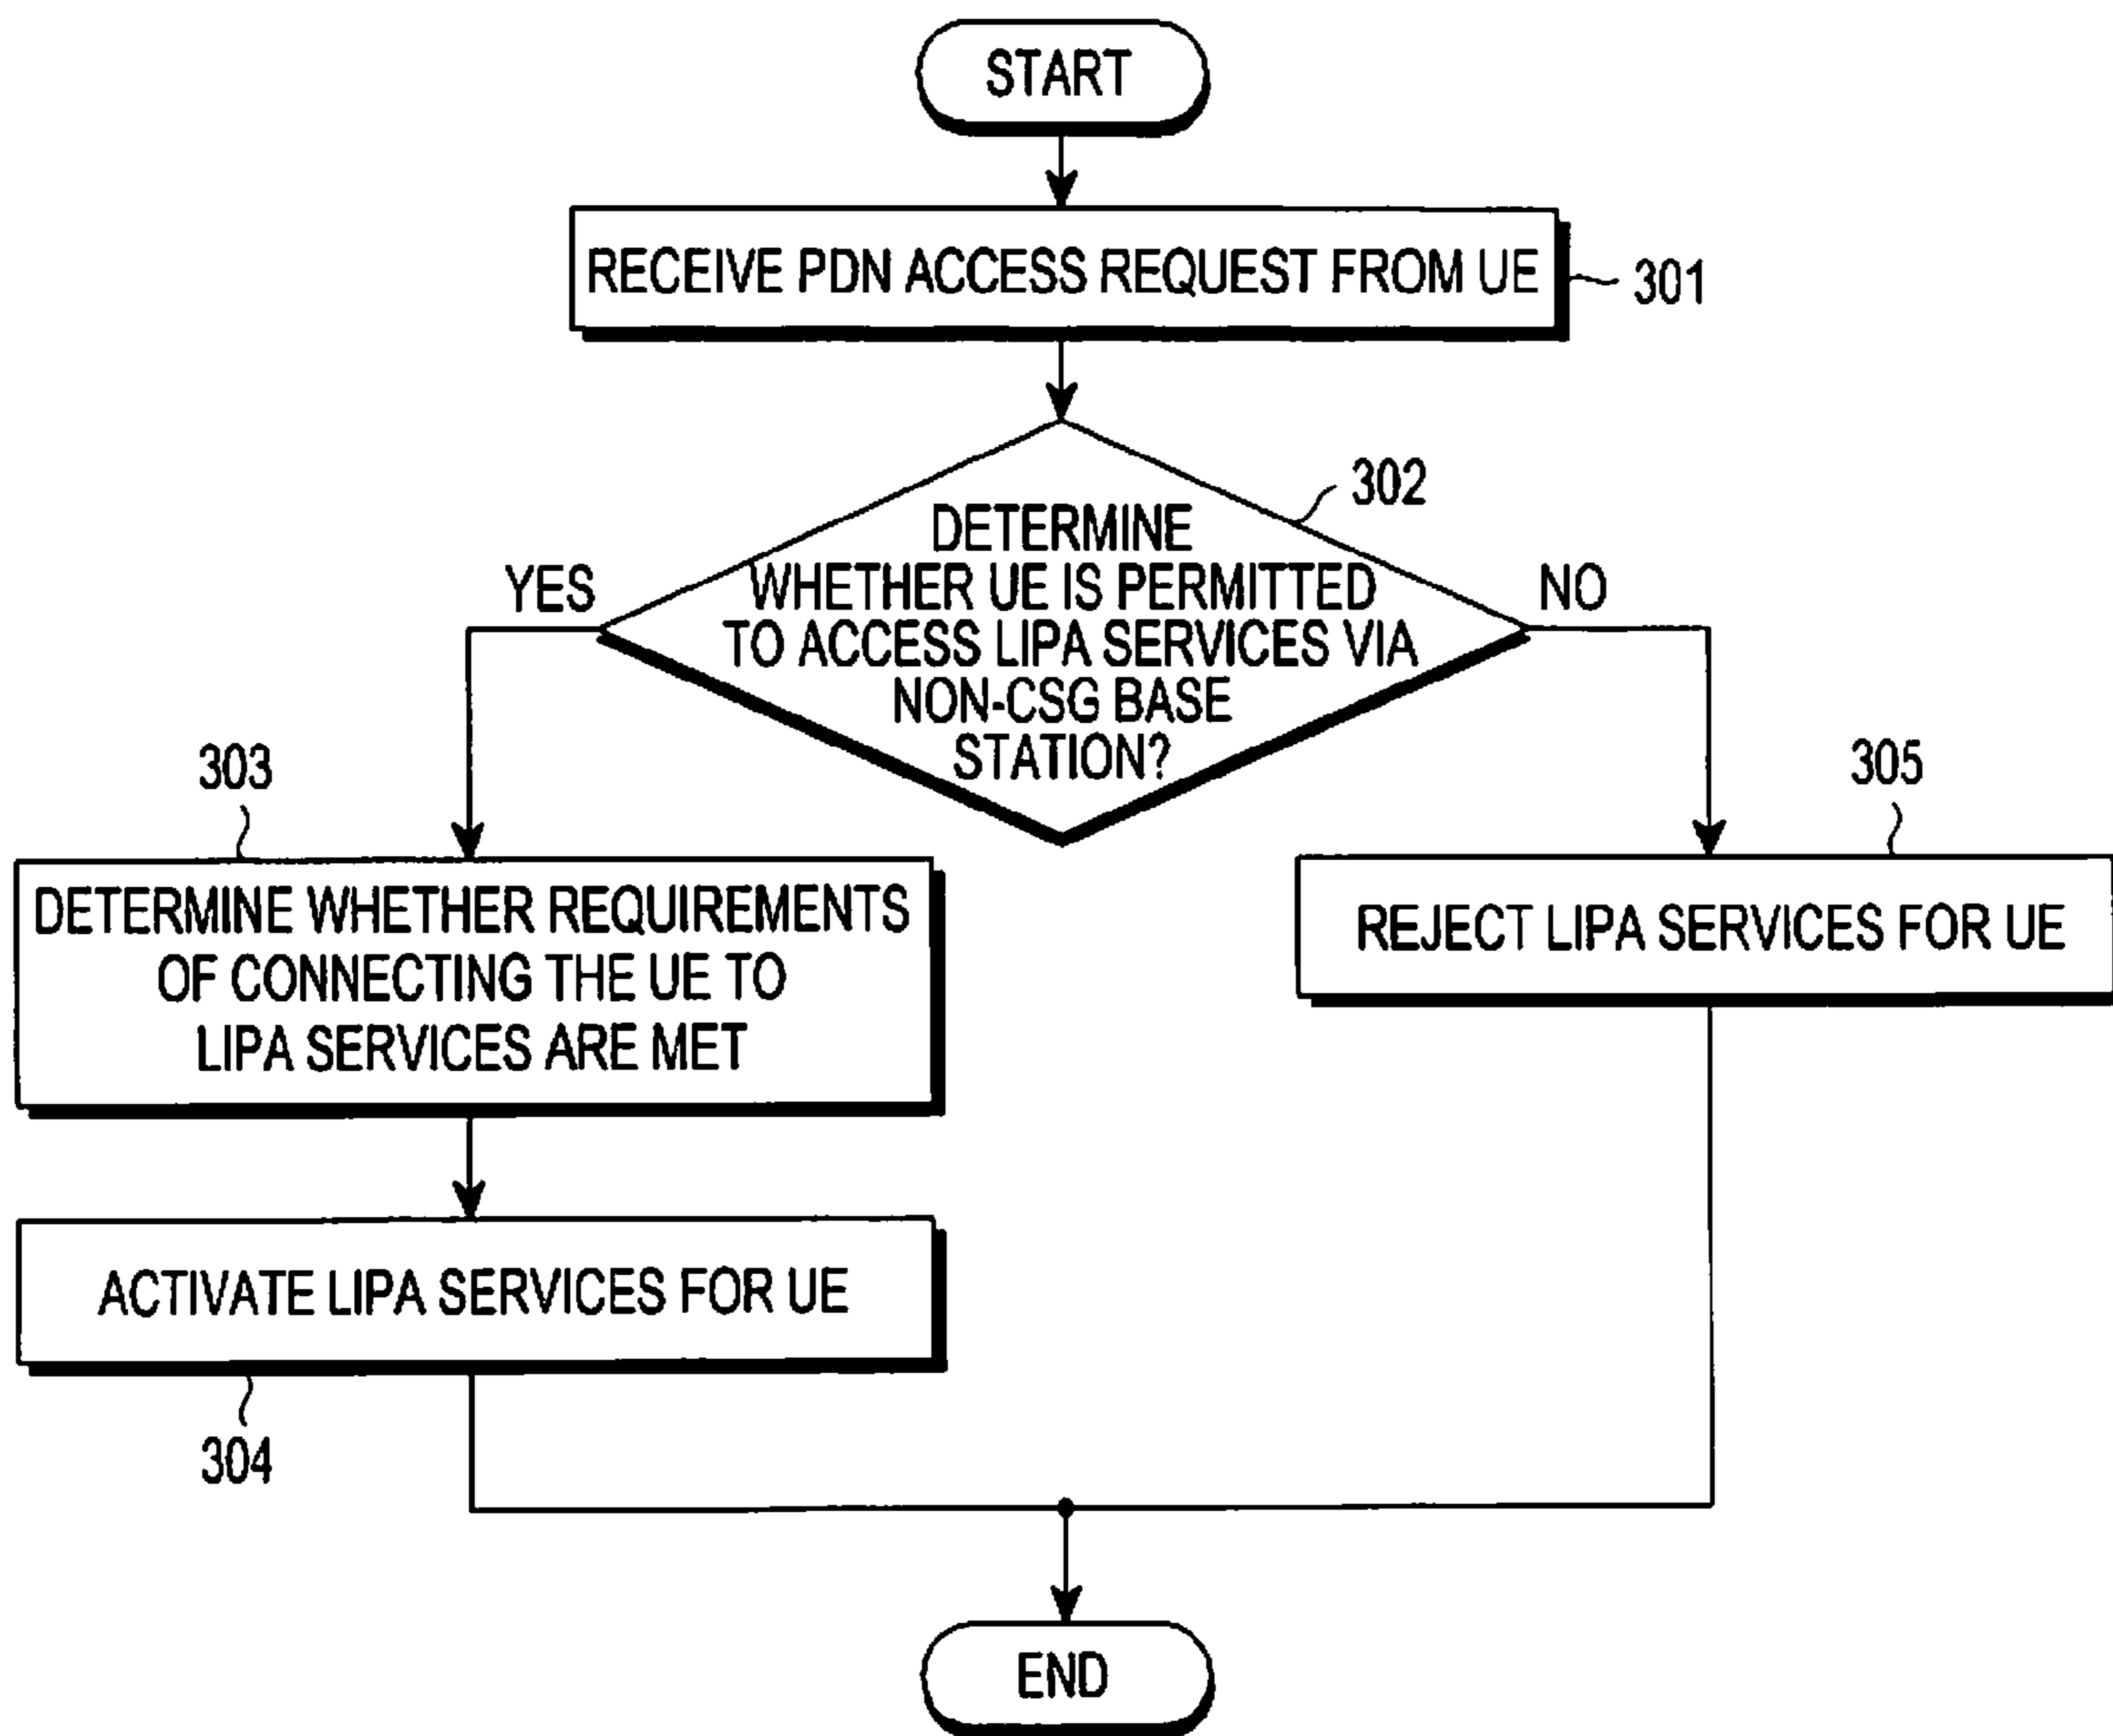 START
RECEIVE PDN ACCESS REQUEST FROM UE
301
302
DETERMINE
WHETHER UE IS PERMITTED
TO ACCESS LIPA SERVICES VIA
NON-CSG BASE
STATION?
YES
NO
303
DETERMINE WHETHER REQUIREMENTS
OF CONNECTING THE UE TO
LIPA SERVICES ARE MET
305
REJECT LIPA SERVICES FOR UE
ACTIVATE LIPA SERVICES FOR UE
304
END